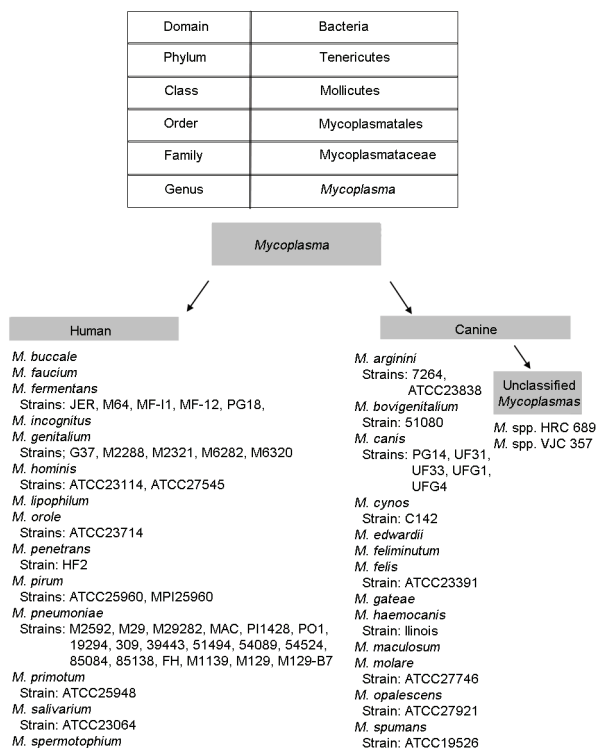 Domain Bacteria
Phylum Tenericutes
Class Mollicutes
Order Mycoplasmatales
Family Mycoplasmataceae
Genus Mycoplasma
Mycoplasma
Human
M. buccale
M. faucium
M. fermentans
Strains: JER, M64, MF-I1, MF-12, PG18,
M. incognitus
M. genitalium
Strains; G37, M2288, M2321, M6282, M6320
M. hominis
Strains: ATCC23114, ATCC27545
M. lipophilum
M. orole
Strains: ATCC23714
M. penetrans
Strain: HF2
M. pirum
Strains: ATCC25960, MPI25960
M. pneumoniae
Strains: M2592, M29, M29282, MAC, PI1428, PO1,
19294, 309, 39443, 51494, 54089, 54524,
85084, 85138, FH, M1139, M129, M129-B7
M. primotum
Strain: ATCC25948
M. salivarium
Strain: ATCC23064
M. spermotophium
Canine
M. arginini
Strains: 7264,
ATCC23838
M. bovigenitalium
Strain: 51080
M. canis
Strains: PG14, UF31,
UF33, UFG1,
UFG4
M. cynos
Strain: C142
M. edwardii
M. feliminutum
M. felis
Strain: ATCC23391
M. gateae
M. haemocanis
Strain: Ilinois
M. maculosum
M. molare
Strain: ATCC27746
M. opalescens
Strain: ATCC27921
M. spumans
Strain: ATCC19526
Unclassified
Mycoplasmas
M. spp. HRC 689
M. spp. VJC 357